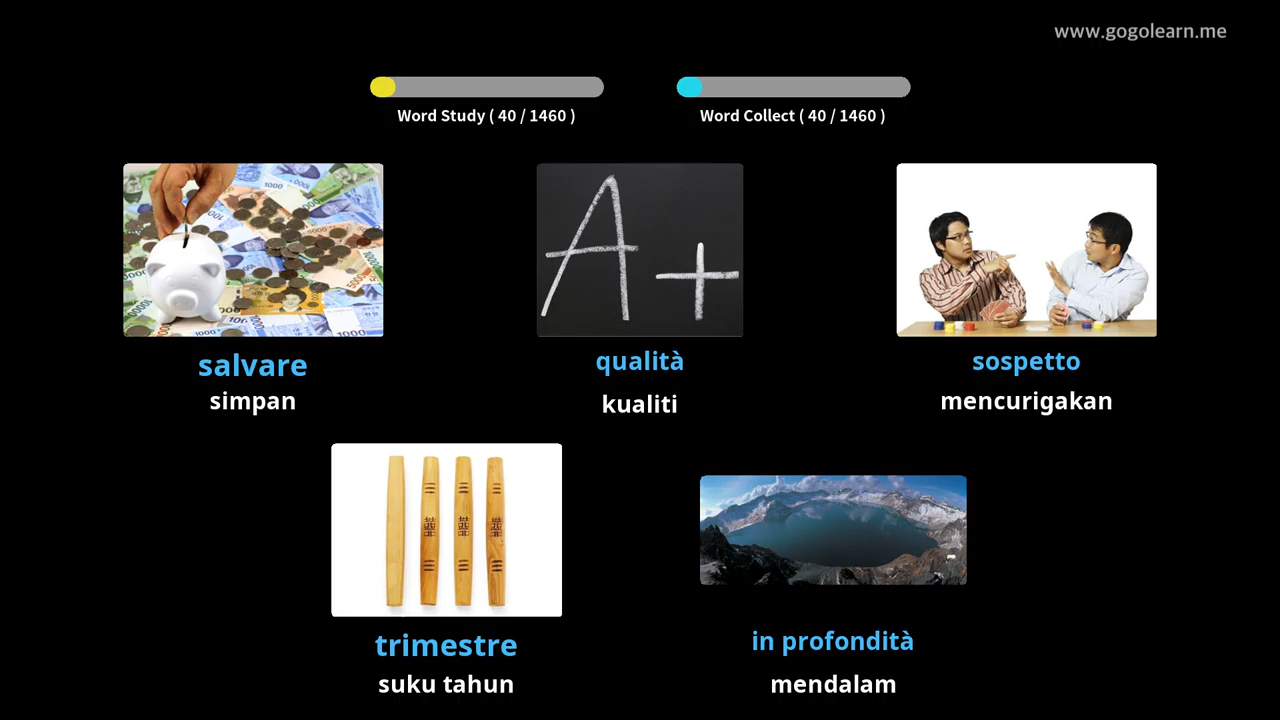 www.gogolearn.me
Word Study ( 40 / 1460 )
Word Collect ( 40 / 1460 )
A+
salvare
simpan
qualità
kualiti
sospetto
mencurigakan
trimestre
suku tahun
in profondità
mendalam